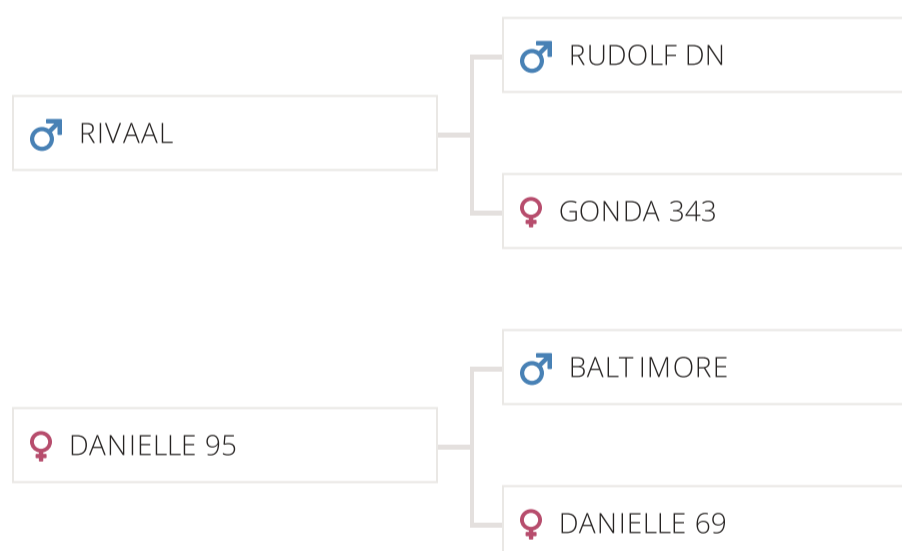 RUDOLF DN
RIVAAL
GONDA 343
BALTIMORE
DANIELLE 95
DANIELLE 69